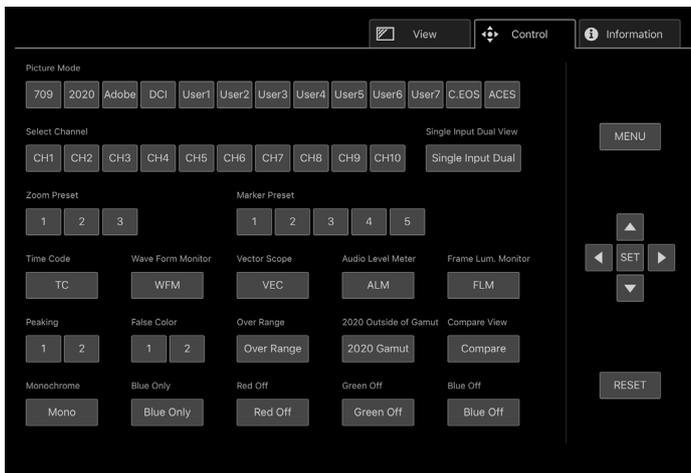 View Control Information
Picture Mode
709 2020 Adobe DCI User1 User2 User3 User4 User5 User6 User7 C.EOS ACES
Select Channel Single Input Dual View
CH1 CH2 CH3 CH4 CH5 CH6 CH7 CH8 CH9 CH10 Single Input Dual
MENU
Zoom Preset Marker Preset
1 2 3 1 2 3 4 5
Time Code Wave Form Monitor Vector Scope Audio Level Meter Frame Lum. Monitor
TC WFM VEC ALM FLM
SET
Peaking False Color Over Range 2020 Outside of Gamut Compare View
1 2 1 2 Over Range 2020 Gamut Compare
Monochrome Blue Only Red Off Green Off Blue Off
Mono Blue Only Red Off Green Off Blue Off
RESET